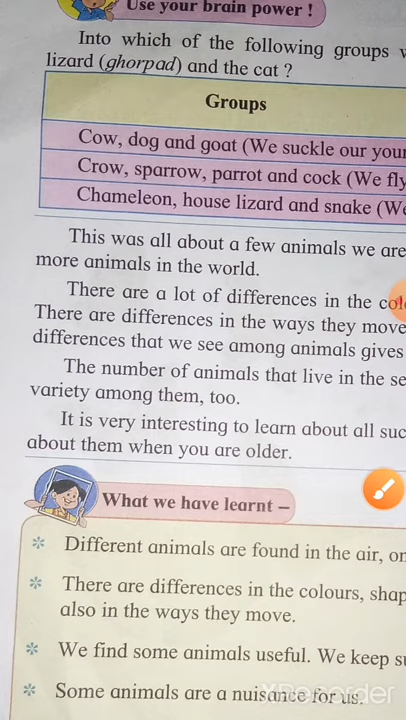 Use your brain power !
Into which of the following groups
lizard (ghorpad) and the cat ?
Groups
Cow, dog and goat (We suckle our your
Crow, sparrow, parrot and cock (We fly
Chameleon, house lizard and snake (We
This was all about a few animals we are
more animals in the world.
There are a lot of differences in the
There are differences in the ways they move
differences that we see among animals gives
The number of animals that live in the se
variety among them, too.
It is very interesting to learn about all suc
about them when you are older.
What we have learnt –
* Different animals are found in the air, on
* There are differences in the colours, shap
also in the ways they move.
* We find some animals useful. We keep
* Some animals are a nuisance for us.
XRecorder